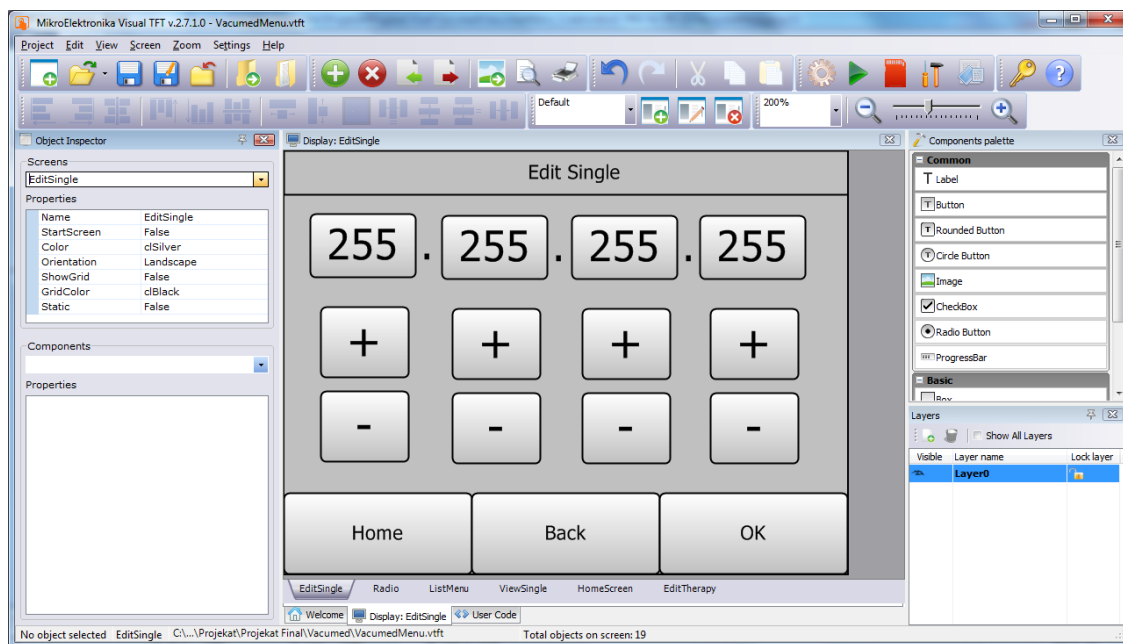 MikroElektronika Visual TFT v.2.7.1.0 - VacumedMenu.vtft
Project Edit View Screen Zoom Settings Help
Default
200%
Object Inspector
Screens
EditSingle
Properties
Name EditSingle
StartScreen False
Color clSilver
Orientation Landscape
ShowGrid False
GridColor clBlack
Static False
Components
Properties
Display: EditSingle
Edit Single
255 . 255 . 255 . 255
+ + + +
- - - -
Home Back OK
EditSingle Radio ListMenu ViewSingle HomeScreen EditTherapy
Welcome Display: EditSingle User Code
Components palette
Common
T Label
T Button
T Rounded Button
T Circle Button
Image
CheckBox
Radio Button
ProgressBar
Basic
Box
Layers
Show All Layers
Visible Layer name Lock layer
Layer0
No object selected EditSingle C:\...\Projekat\Projekat Final\Vacumed\VacumedMenu.vtft Total objects on screen: 19